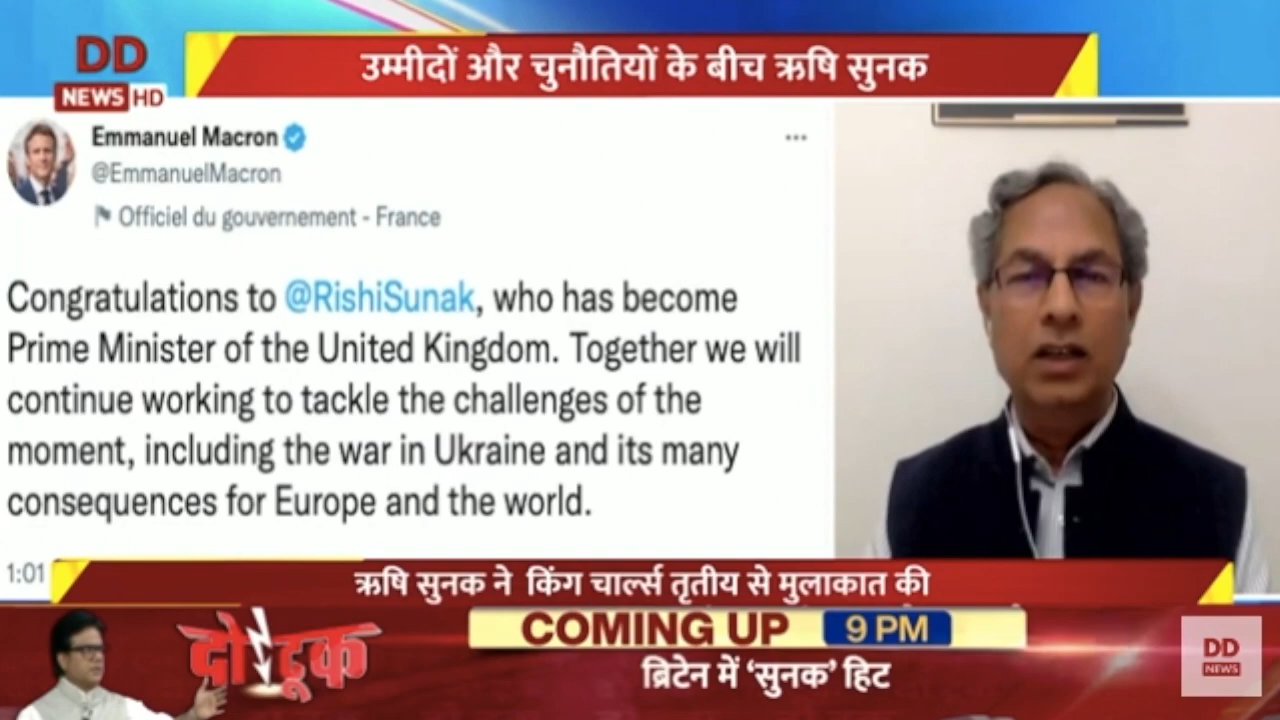 DD
NEWS HD
उम्मीदों और चुनौतियों के बीच ऋषि सुनक
Emmanuel Macron
@EmmanuelMacron
Officiel du gouvernement - France
Congratulations to @RishiSunak, who has become
Prime Minister of the United Kingdom. Together we will
continue working to tackle the challenges of the
moment, including the war in Ukraine and its many
consequences for Europe and the world.
1:01
ऋषि सुनक ने किंग चार्ल्स तृतीय से मुलाकात की
दो टूक
COMING UP 9 PM
ब्रिटेन में ‘सुनक’ हिट
DD
NEWS